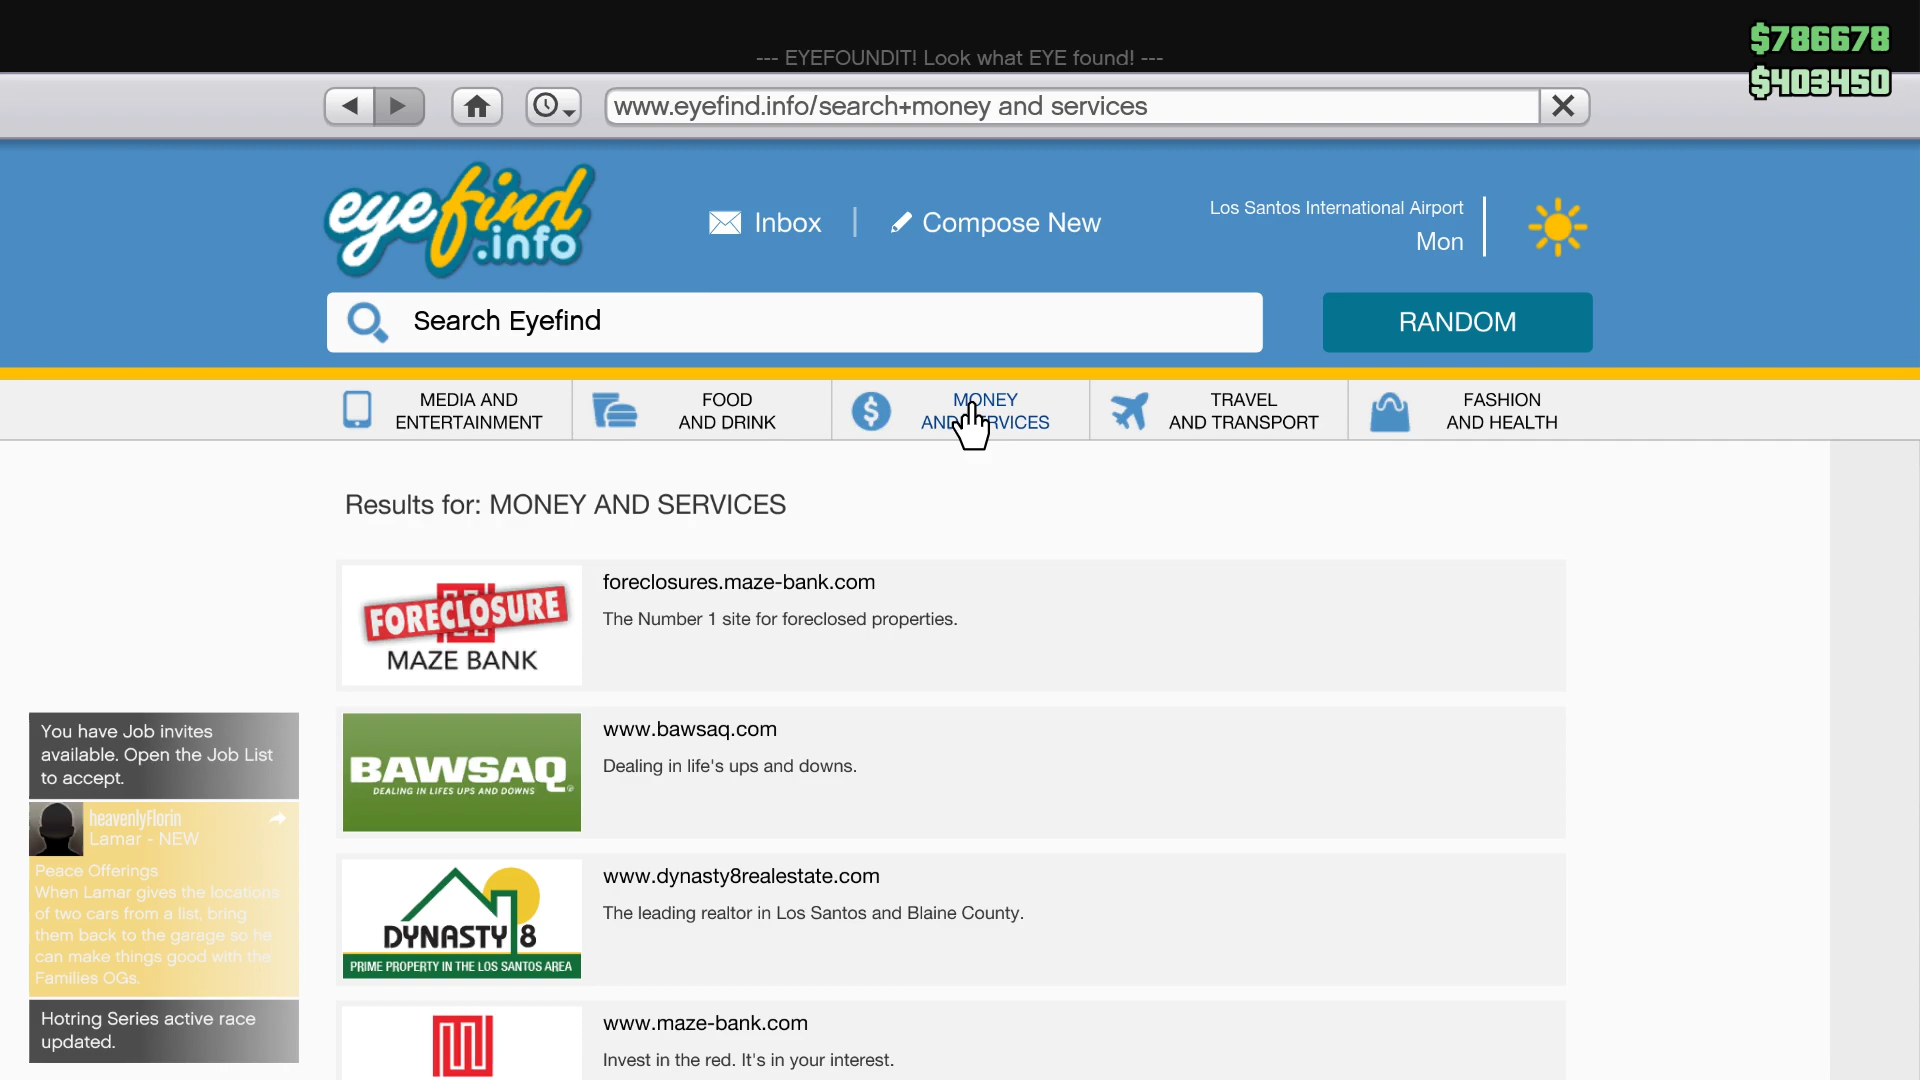 --- EYEFOUNDIT! Look what EYE found! ---
$786678
$403450
www.eyefind.info/search+money and services
eyefind
.info
Inbox
Compose New
Los Santos International Airport
Mon
Search Eyefind
RANDOM
MEDIA AND
ENTERTAINMENT
FOOD
AND DRINK
MONEY
AND SERVICES
TRAVEL
AND TRANSPORT
FASHION
AND HEALTH
Results for: MONEY AND SERVICES
FORECLOSURE
MAZE BANK
foreclosures.maze-bank.com
The Number 1 site for foreclosed properties.
BAWSAQ
DEALING IN LIFES UPS AND DOWNS
www.bawsaq.com
Dealing in life's ups and downs.
DYNASTY 8
PRIME PROPERTY IN THE LOS SANTOS AREA
www.dynasty8realestate.com
The leading realtor in Los Santos and Blaine County.
www.maze-bank.com
Invest in the red. It's in your interest.
You have Job invites
available. Open the Job List
to accept.
heavenlyFlorin
Lamar - NEW
Peace Offerings
When Lamar gives the locations
of two cars from a list, bring
them back to the garage so he
can make things good with the
Families OGs.
Hotring Series active race
updated.